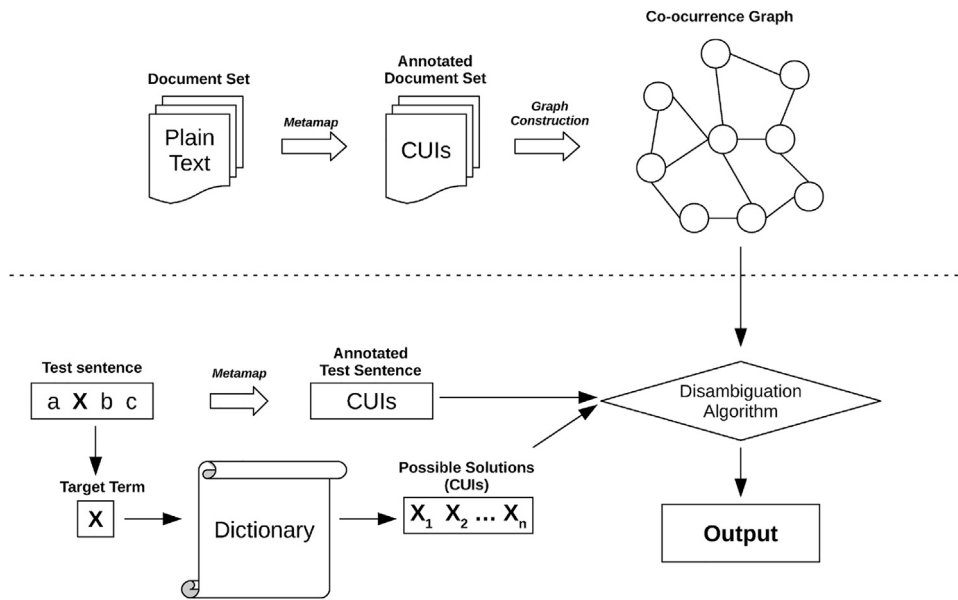 Co-ocurrence Graph
Document Set
Plain
Text
Metamap
Annotated
Document Set
CUIs
Graph
Construction
Test sentence
a X b c
Metamap
Annotated
Test Sentence
CUIs
Disambiguation
Algorithm
Target Term
X
Dictionary
Possible Solutions
(CUIs)
X1 X2 ... Xn
Output